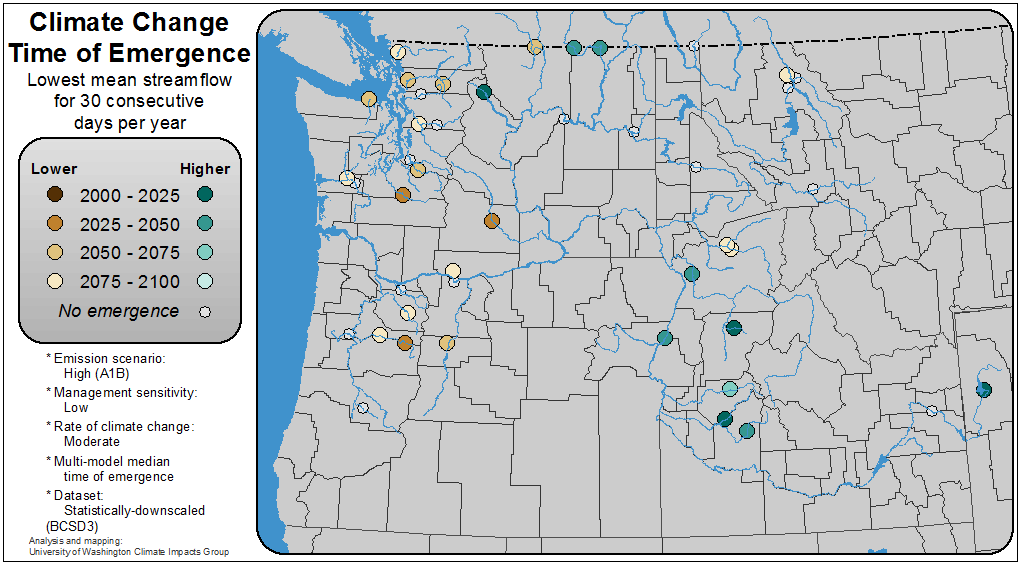 Climate Change
Time of Emergence
Lowest mean streamflow
for 30 consecutive
days per year
Lower Higher
2000 - 2025
2025 - 2050
2050 - 2075
2075 - 2100
No emergence
* Emission scenario:
High (A1B)
* Management sensitivity:
Low
* Rate of climate change:
Moderate
* Multi-model median
time of emergence
* Dataset:
Statistically-downscaled
(BCSD3)
Analysis and mapping:
University of Washington Climate Impacts Group